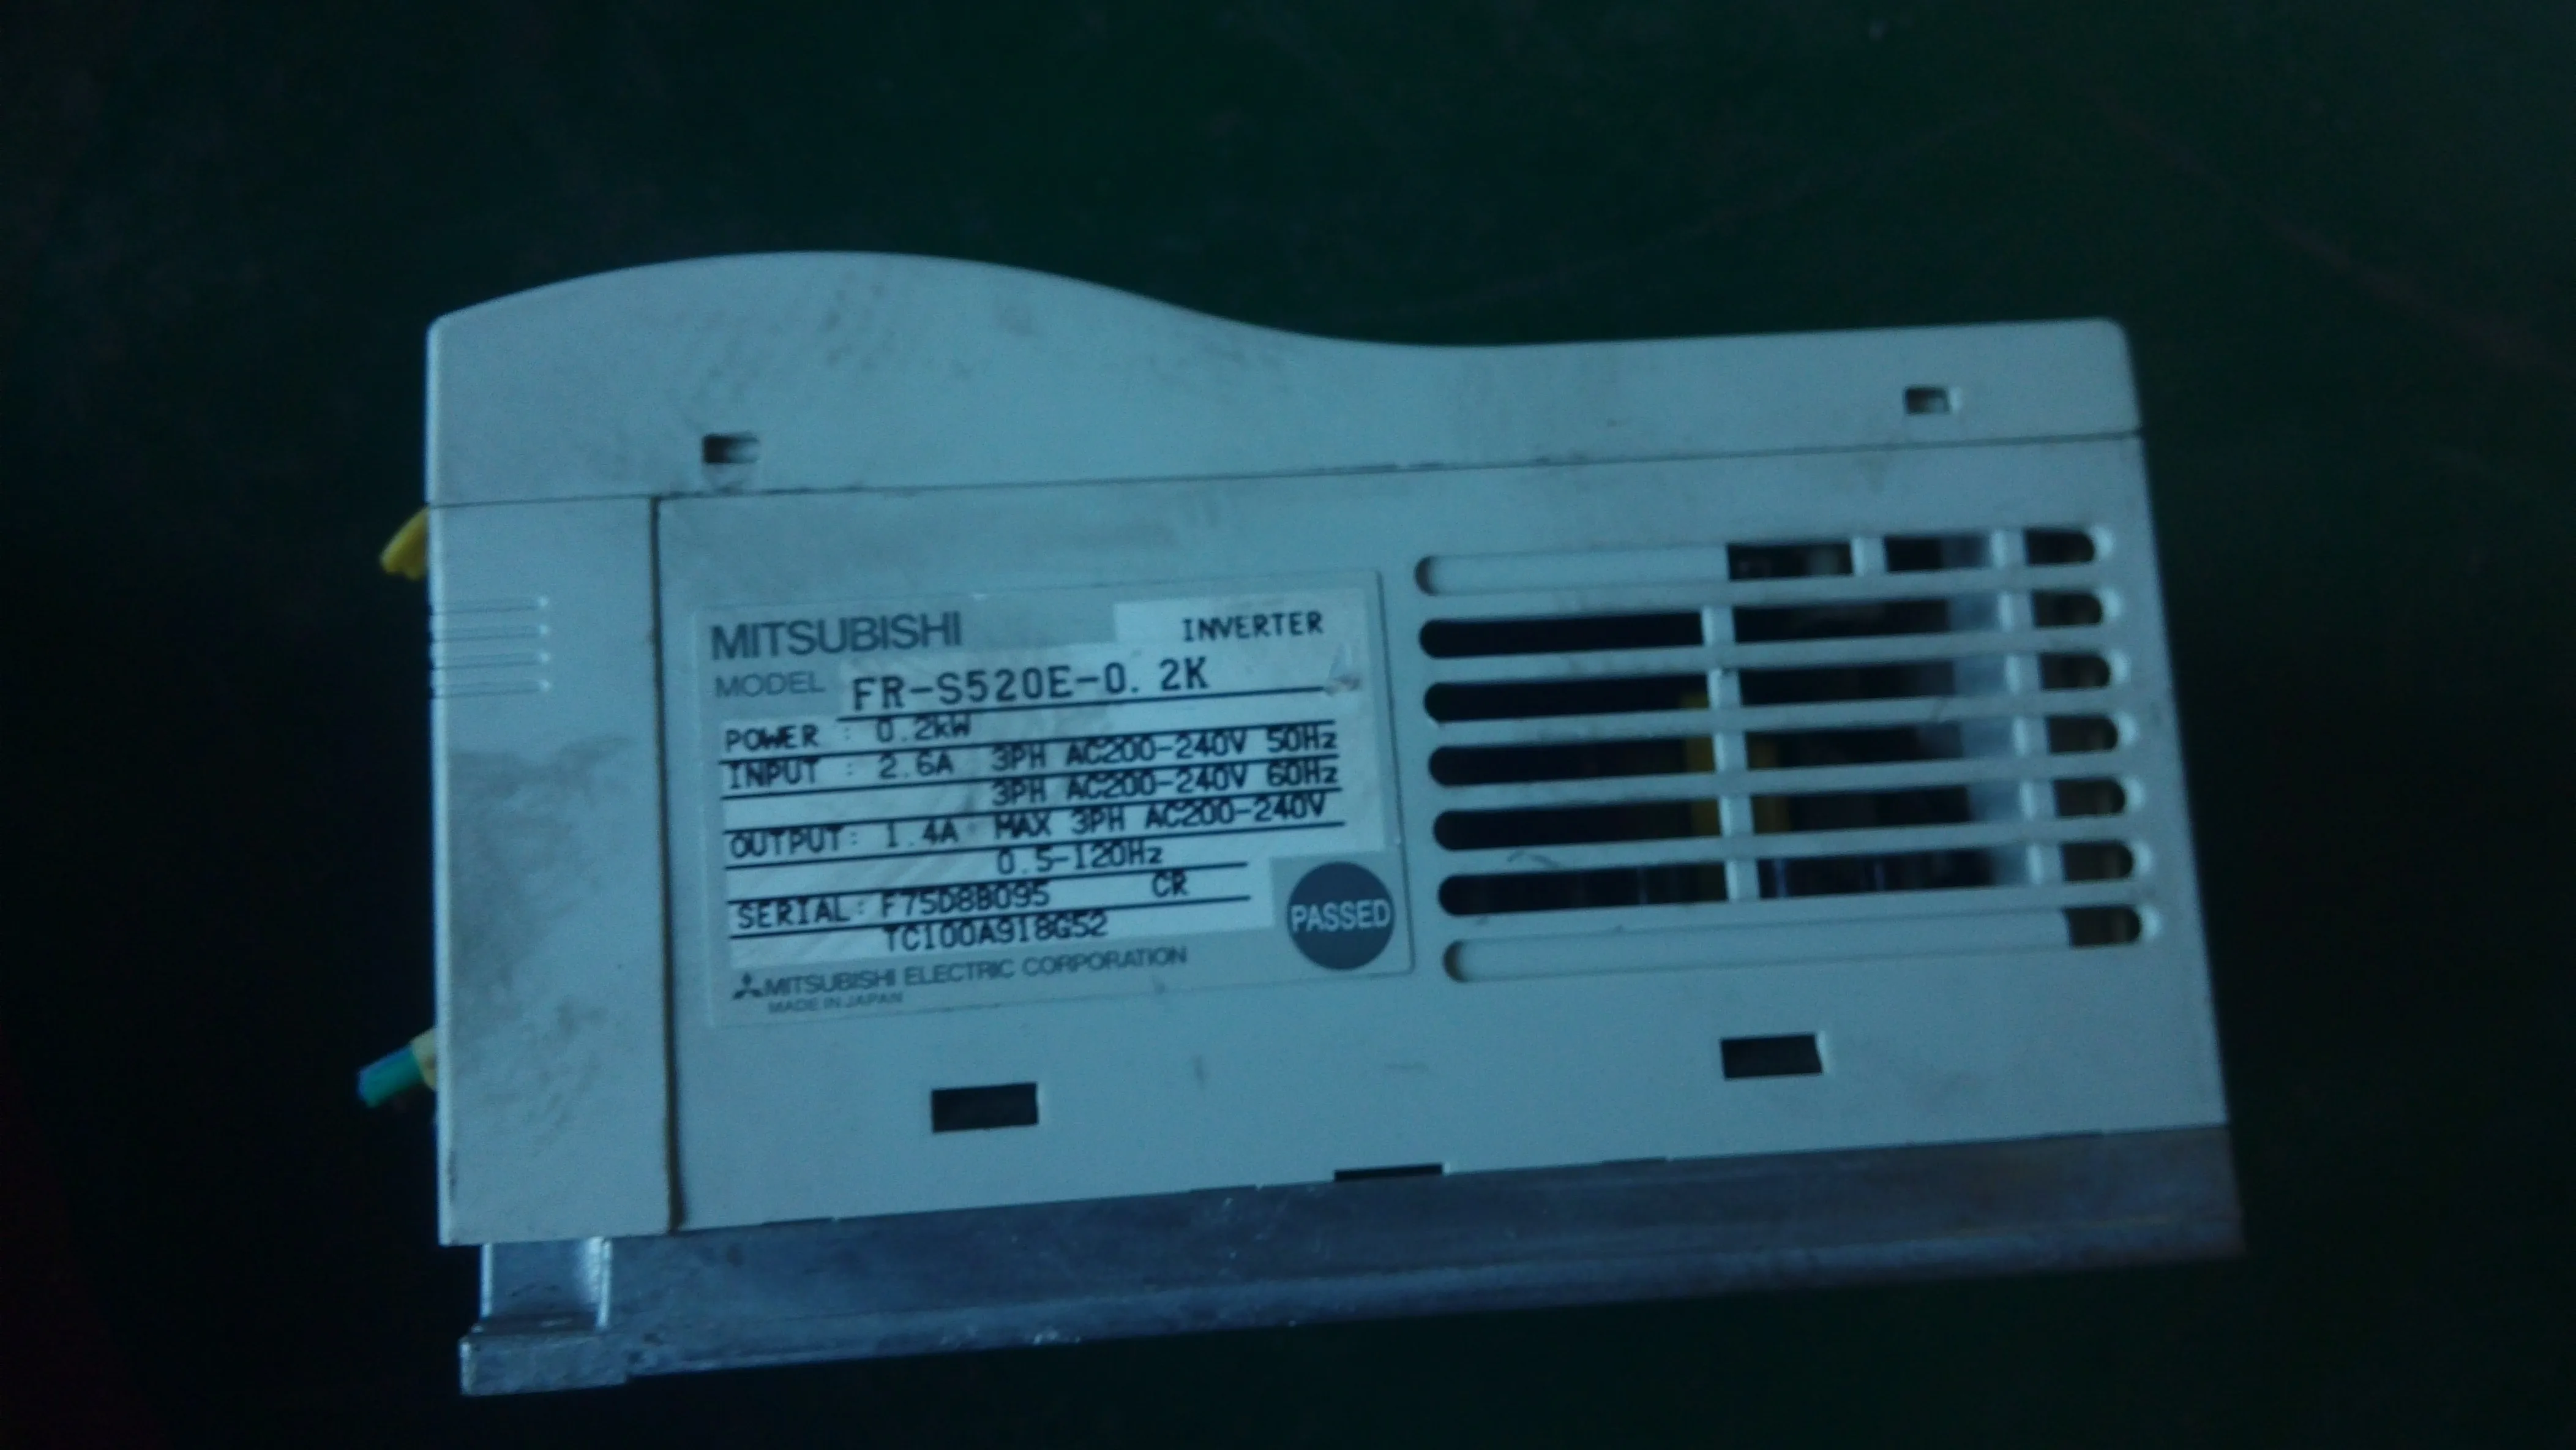 MITSUBISHI INVERTER
MODEL FR-S520E-0.2K
POWER : 0.2kW
INPUT : 2.6A 3PH AC200-240V 50Hz
3PH AC200-240V 60Hz
OUTPUT: 1.4A MAX 3PH AC200-240V
0.5-120Hz
SERIAL: F75D8B095 CR
TC100A918G52
PASSED
MITSUBISHI ELECTRIC CORPORATION
MADE IN JAPAN